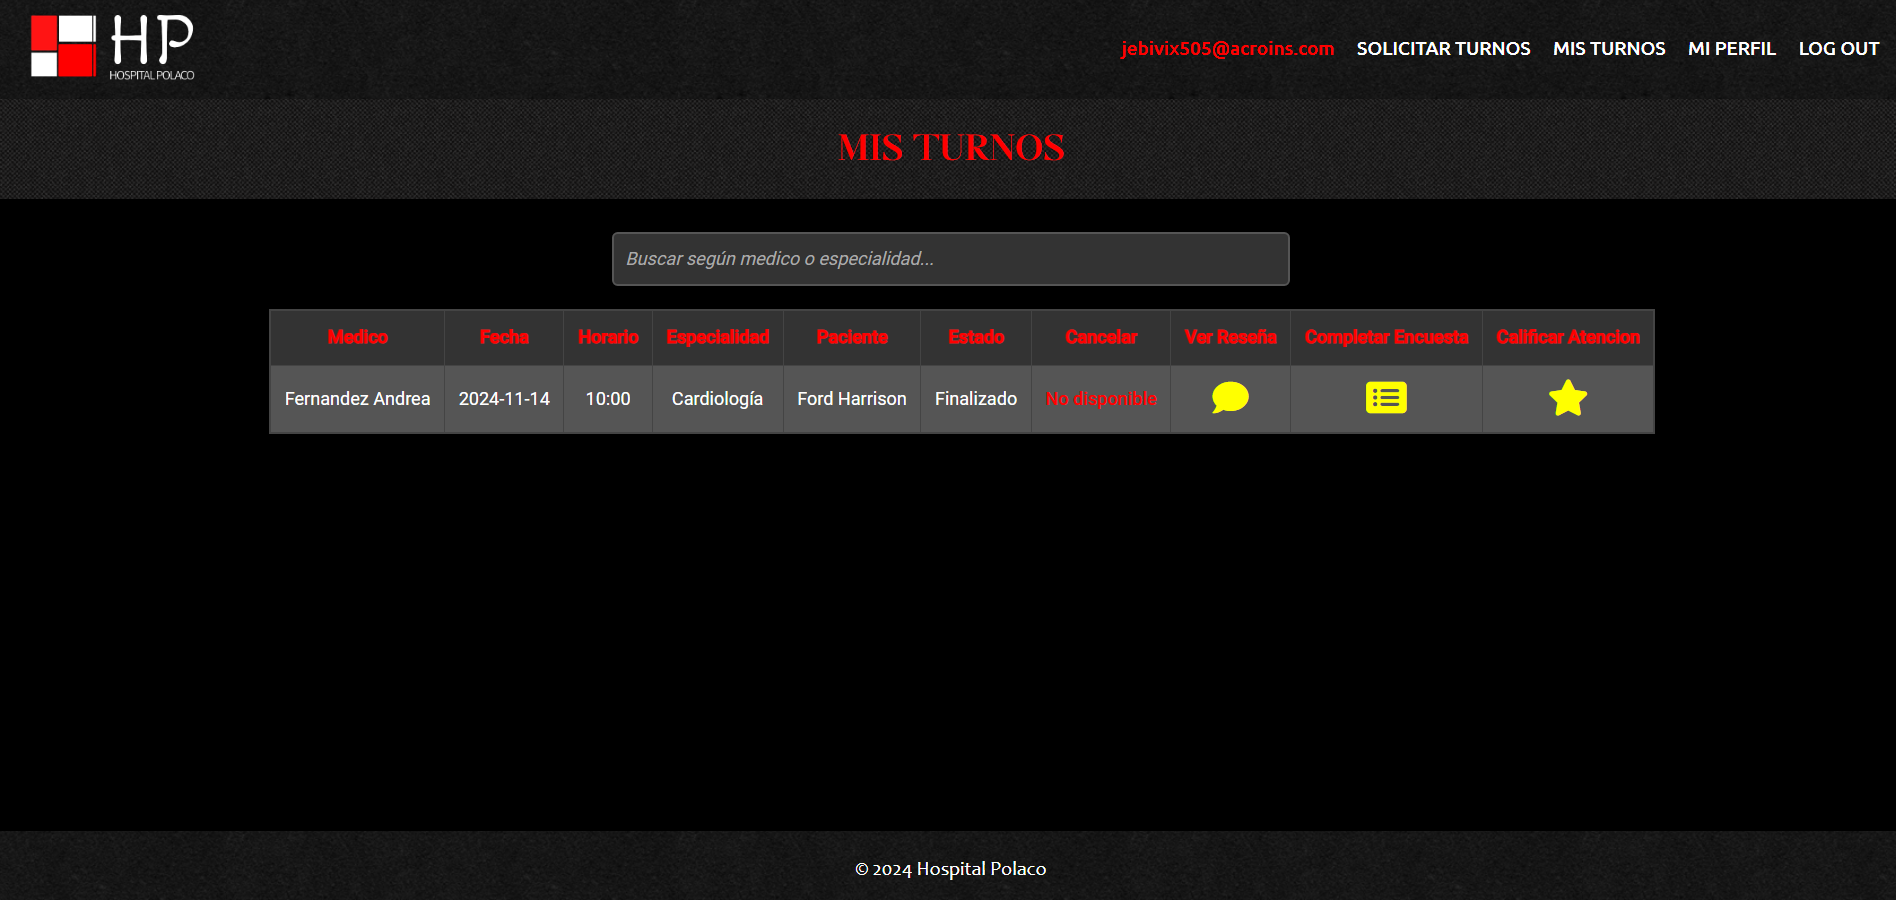 HP
HOSPITAL POLACO
jebivix505@acroins.com SOLICITAR TURNOS MIS TURNOS MI PERFIL LOG OUT
MIS TURNOS
Buscar según medico o especialidad...
Medico Fecha Horario Especialidad Paciente Estado Cancelar Ver Reseña Completar Encuesta Calificar Atencion
Fernandez Andrea 2024-11-14 10:00 Cardiología Ford Harrison Finalizado No disponible
© 2024 Hospital Polaco